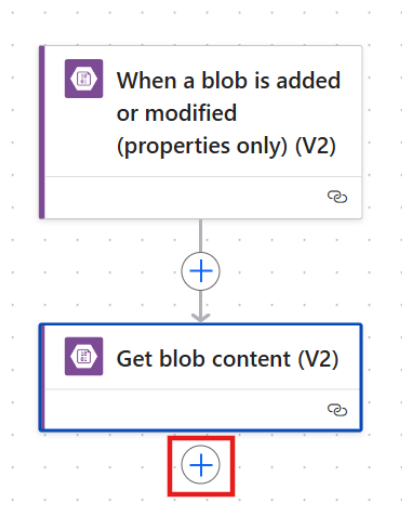 When a blob is added
or modified
(properties only) (V2)
Get blob content (V2)